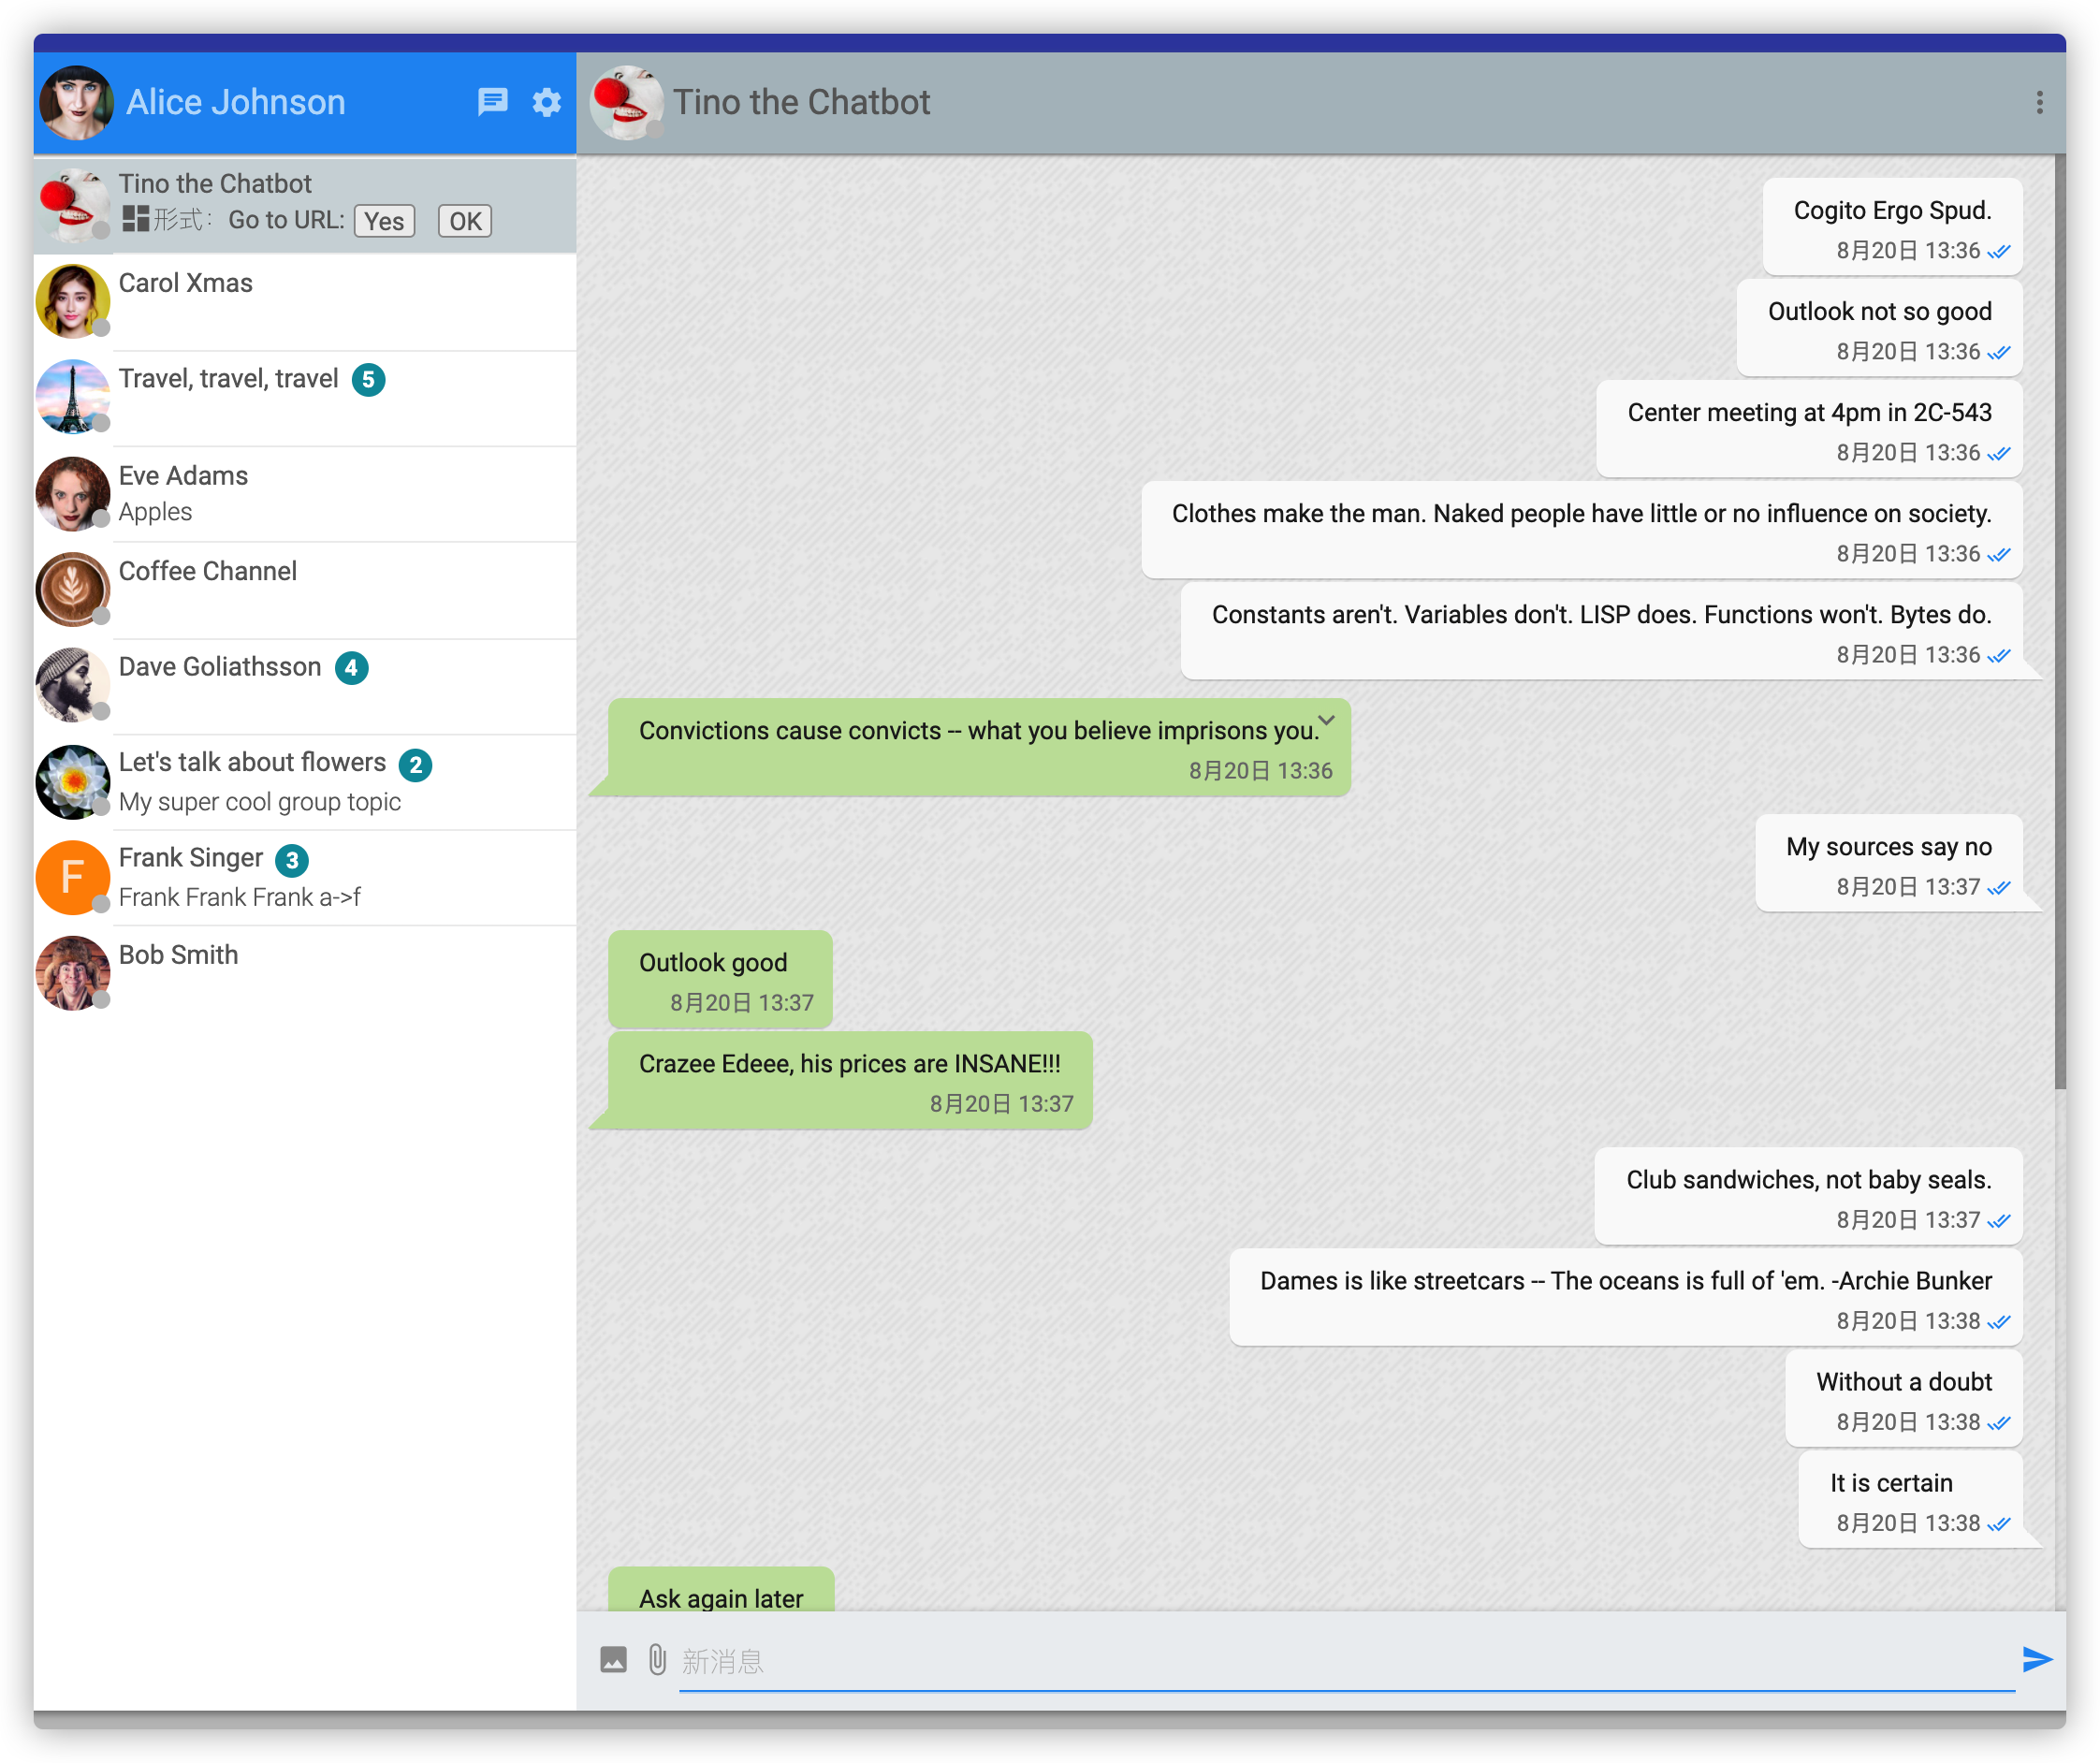 Alice Johnson
Tino the Chatbot
形式： Go to URL: Yes OK
Carol Xmas
Travel, travel, travel 5
Eve Adams
Apples
Coffee Channel
Dave Goliathsson 4
Let's talk about flowers 2
My super cool group topic
F
Frank Singer 3
Frank Frank Frank a->f
Bob Smith
Tino the Chatbot
Cogito Ergo Spud.
8月20日 13:36
Outlook not so good
8月20日 13:36
Center meeting at 4pm in 2C-543
8月20日 13:36
Clothes make the man. Naked people have little or no influence on society.
8月20日 13:36
Constants aren't. Variables don't. LISP does. Functions won't. Bytes do.
8月20日 13:36
Convictions cause convicts -- what you believe imprisons you.
8月20日 13:36
My sources say no
8月20日 13:37
Outlook good
8月20日 13:37
Crazee Edeee, his prices are INSANE!!!
8月20日 13:37
Club sandwiches, not baby seals.
8月20日 13:37
Dames is like streetcars -- The oceans is full of 'em. -Archie Bunker
8月20日 13:38
Without a doubt
8月20日 13:38
It is certain
8月20日 13:38
Ask again later
新消息